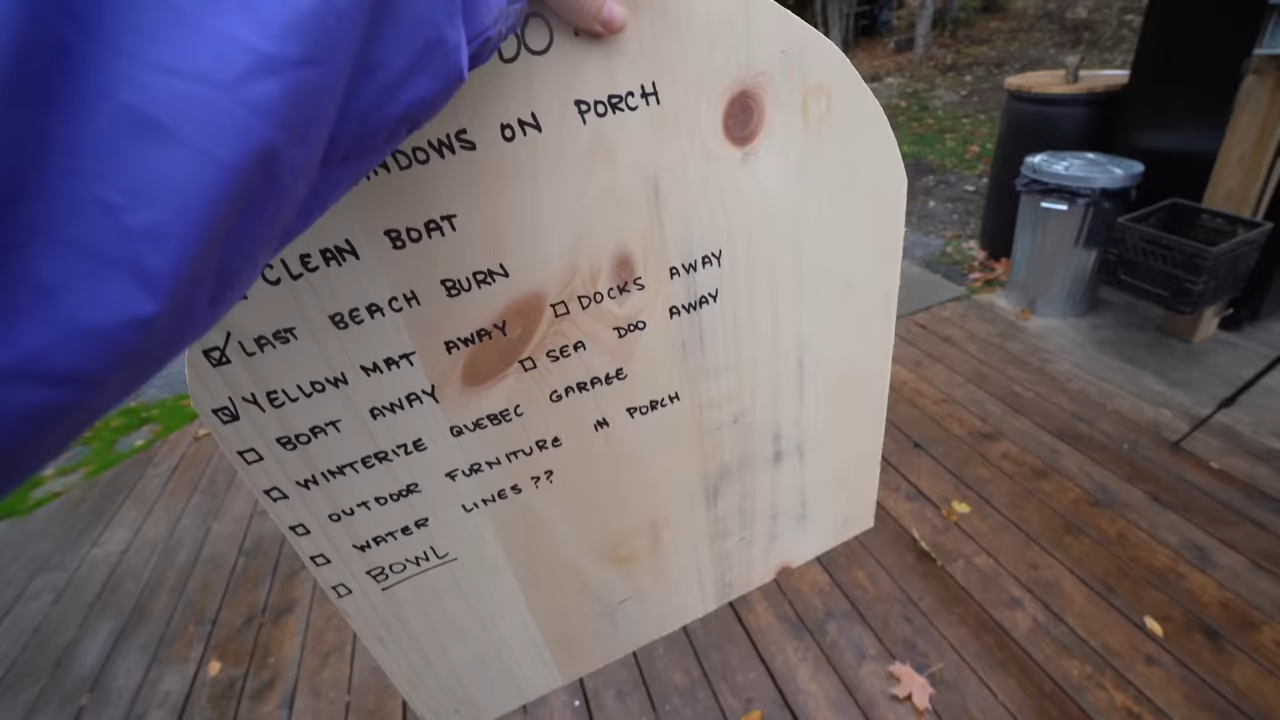 DO
ON PORCH
CLEAN BOAT
LAST BEACH BURN
YELLOW MAT AWAY
DOCKS AWAY
BOAT AWAY
SEA DOO AWAY
WINTERIZE QUEBEC GARAGE
OUTDOOR FURNITURE IN PORCH
WATER LINES??
BOWL